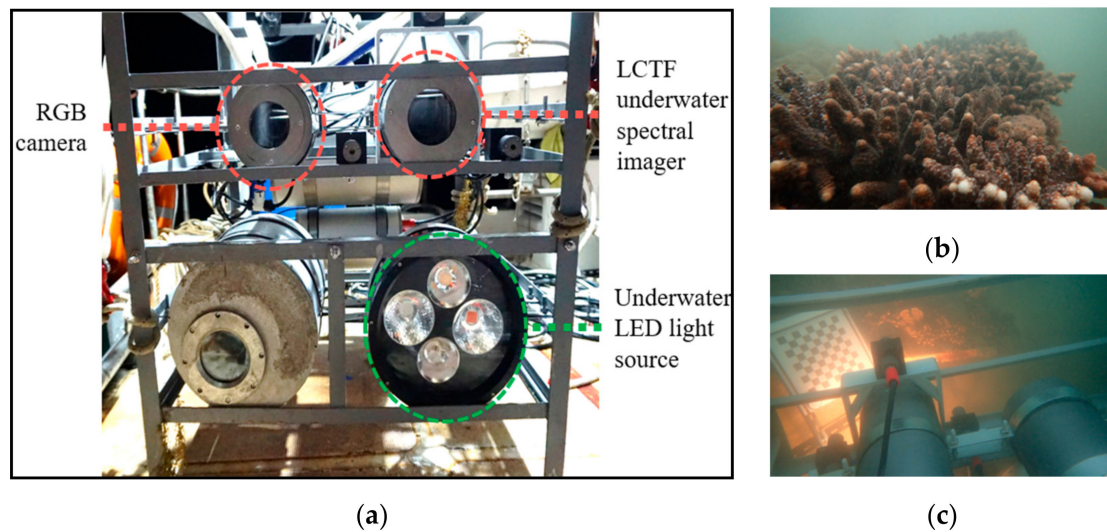 RGB
camera
LCTF
underwater
spectral
imager
Underwater
LED light
source
(a)
(b)
(c)